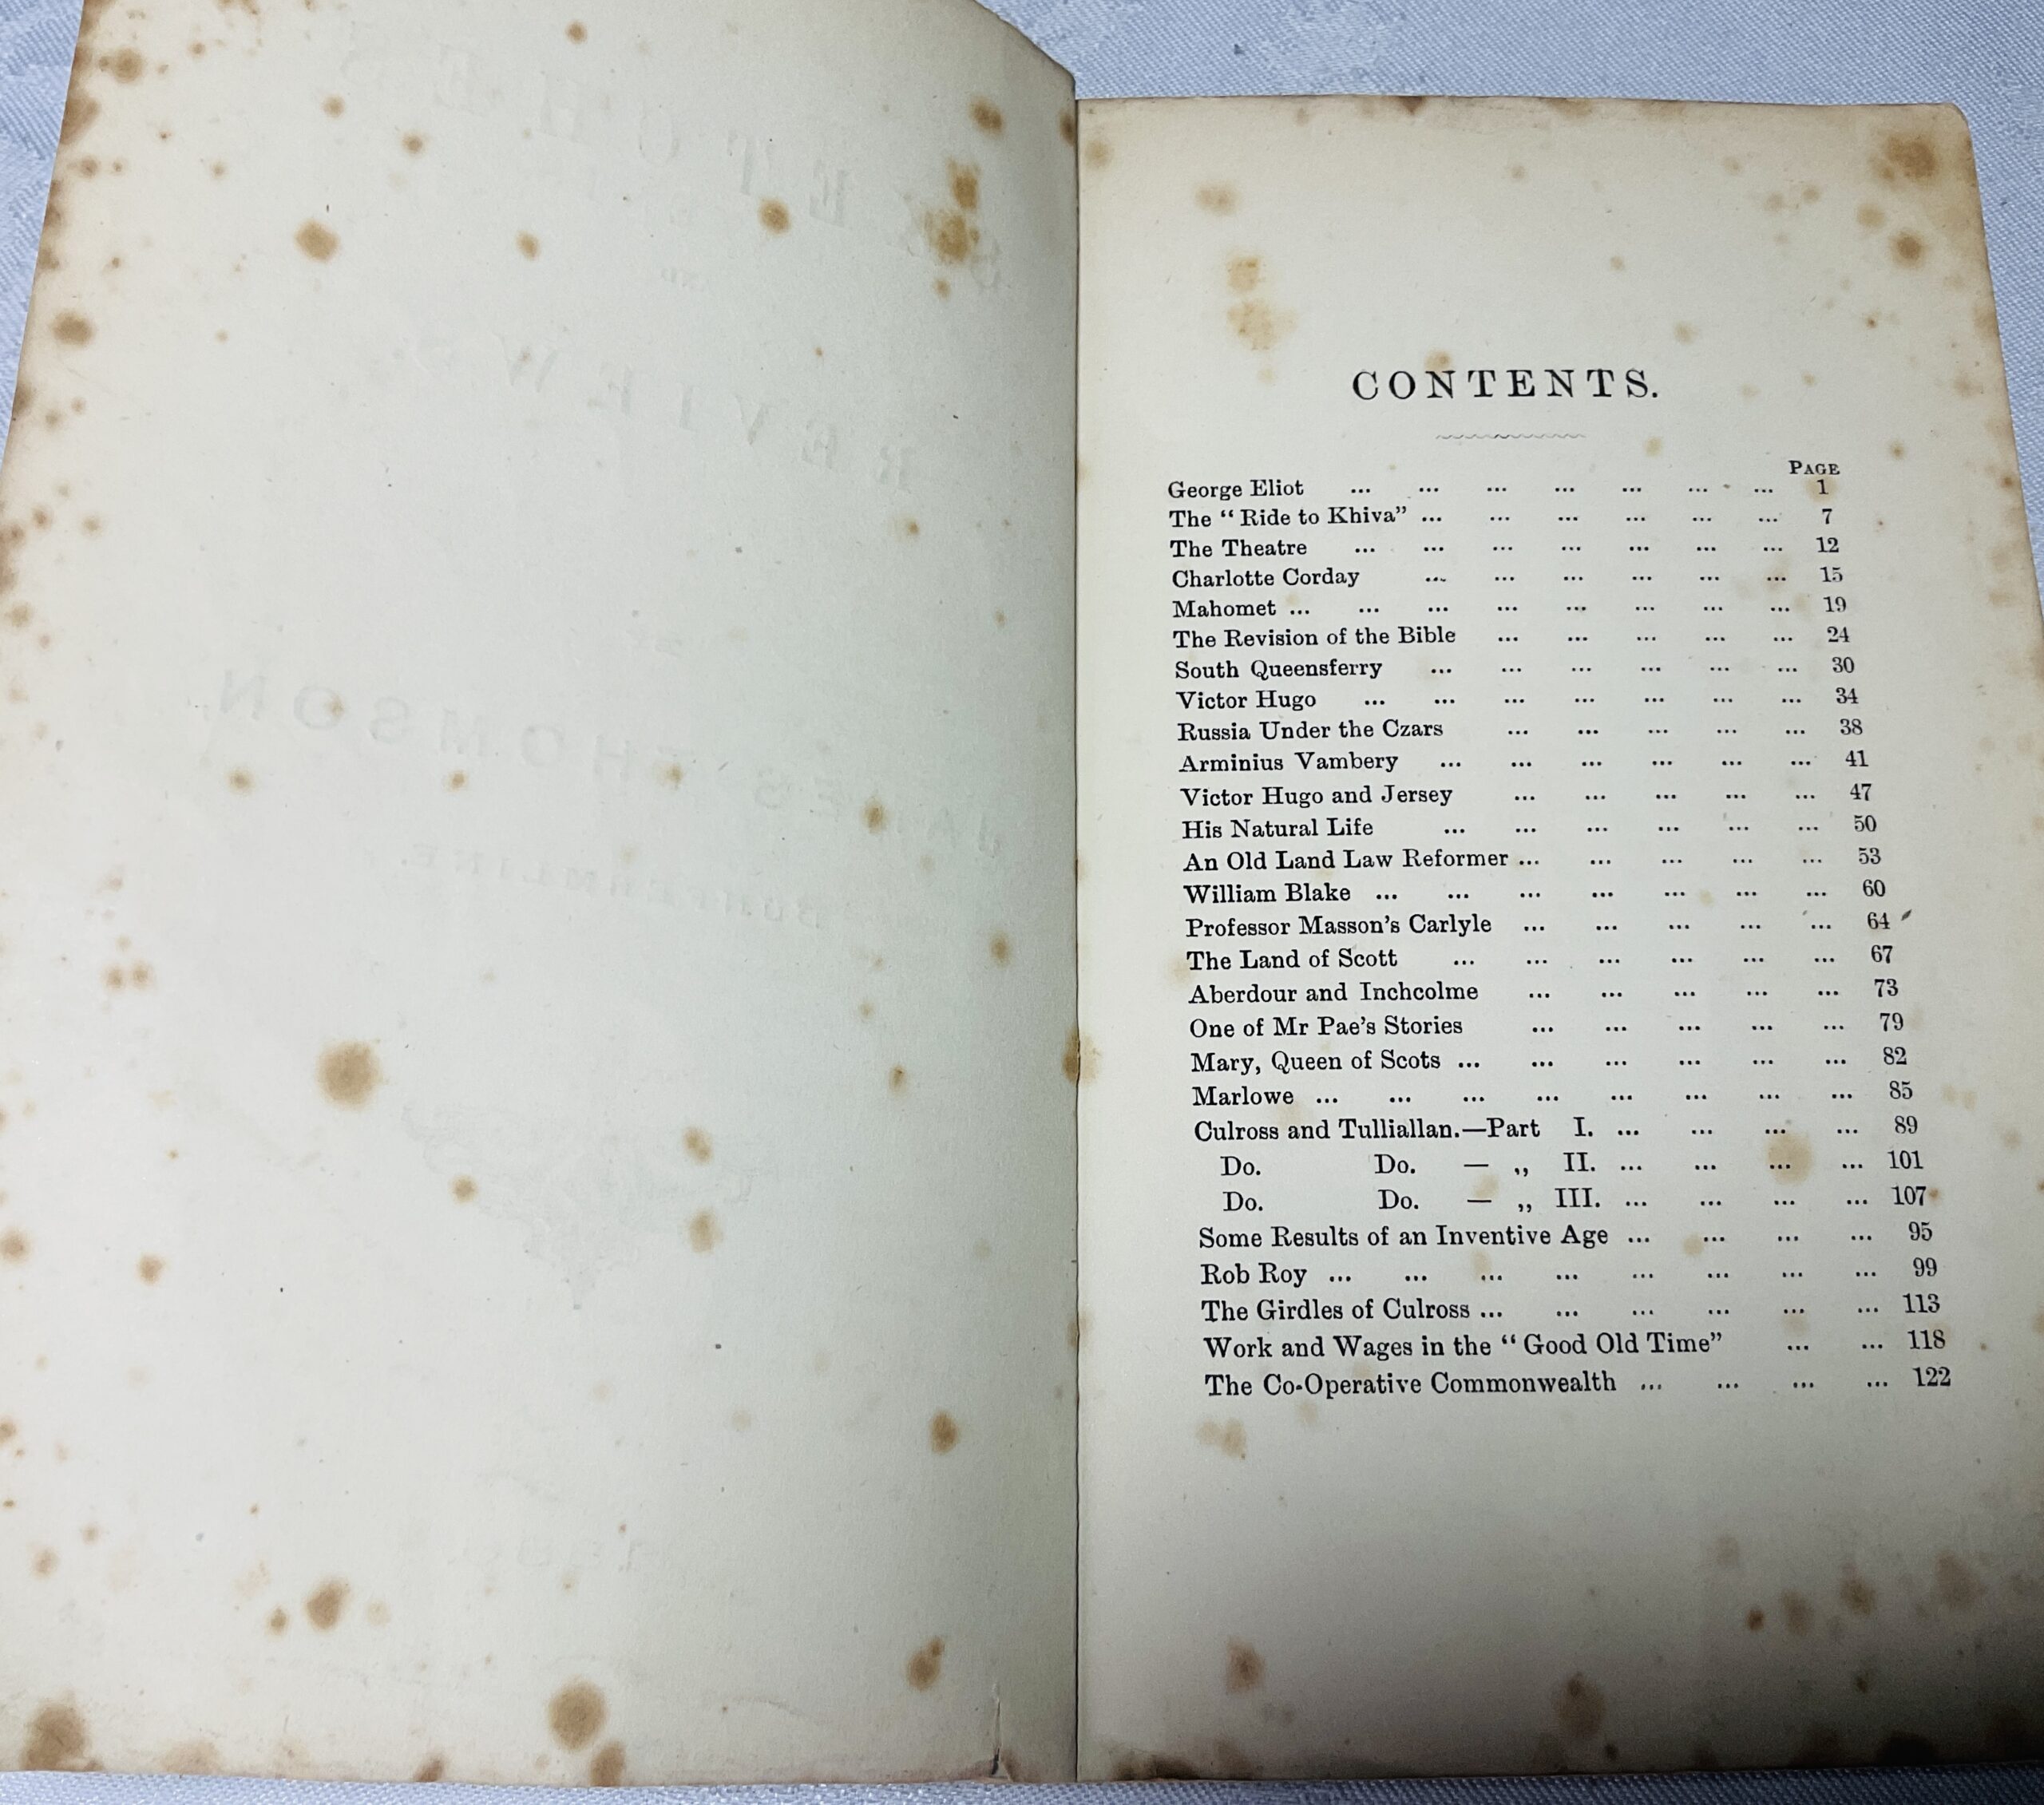 SKETCHES
AND
REVIEWS
JAMES THOMSON,
DUNFERMLINE.
CONTENTS.
PAGE
George Eliot ... ... ... ... ... ... ... 1
The “Ride to Khiva” ... ... ... ... ... ... 7
The Theatre ... ... ... ... ... ... ... 12
Charlotte Corday ... ... ... ... ... ... 15
Mahomet ... ... ... ... ... ... ... ... 19
The Revision of the Bible ... ... ... ... ... 24
South Queensferry ... ... ... ... ... ... 30
Victor Hugo ... ... ... ... ... ... ... 34
Russia Under the Czars ... ... ... ... ... 38
Arminius Vambery ... ... ... ... ... ... 41
Victor Hugo and Jersey ... ... ... ... ... 47
His Natural Life ... ... ... ... ... ... 50
An Old Land Law Reformer ... ... ... ... ... 53
William Blake ... ... ... ... ... ... ... 60
Professor Masson's Carlyle ... ... ... ... ... 64
The Land of Scott ... ... ... ... ... ... 67
Aberdour and Inchcolme ... ... ... ... ... 73
One of Mr Pae's Stories ... ... ... ... ... 79
Mary, Queen of Scots ... ... ... ... ... ... 82
Marlowe ... ... ... ... ... ... ... ... 85
Culross and Tulliallan.—Part I. ... ... ... ... 89
Do. Do. — „ II. ... ... ... ... 101
Do. Do. — „ III. ... ... ... ... 107
Some Results of an Inventive Age ... ... ... ... 95
Rob Roy ... ... ... ... ... ... ... ... 99
The Girdles of Culross ... ... ... ... ... ... 113
Work and Wages in the “Good Old Time” ... ... 118
The Co-Operative Commonwealth ... ... ... ... 122